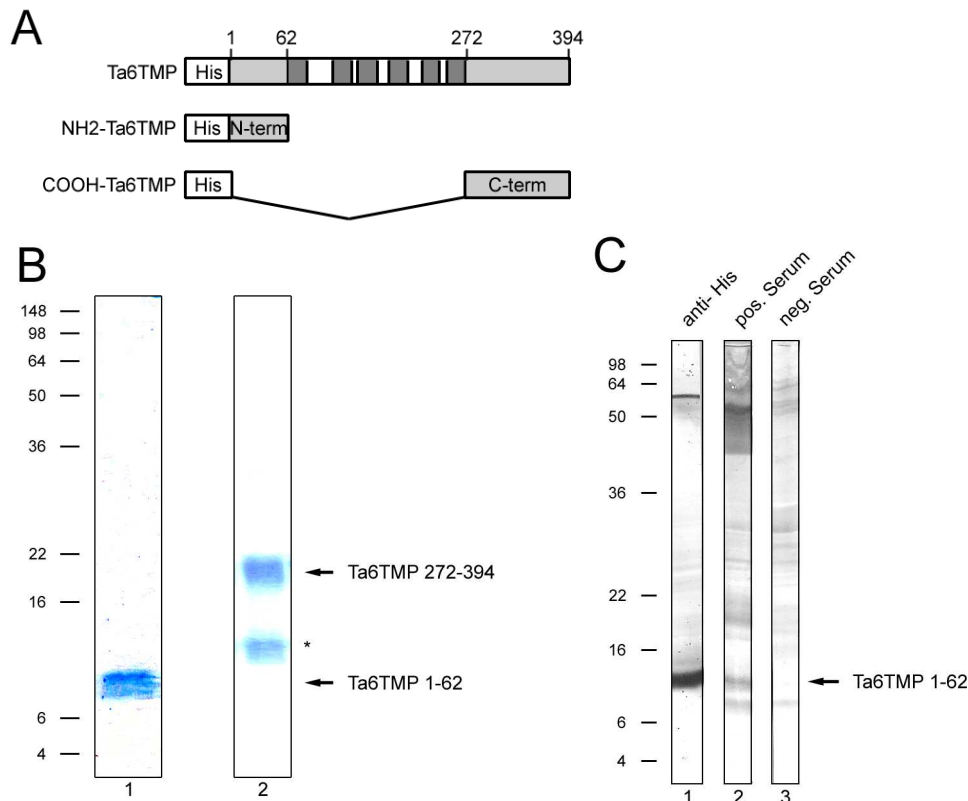 A
1 62 272 394
Ta6TMP His
NH2-Ta6TMP His N-term
COOH-Ta6TMP His C-term
B
148
98
64
50
36
22
16
6
4
Ta6TMP 272-394
*
Ta6TMP 1-62
1 2
C
anti- His pos. Serum neg. Serum
98
64
50
36
22
16
6
4
Ta6TMP 1-62
1 2 3